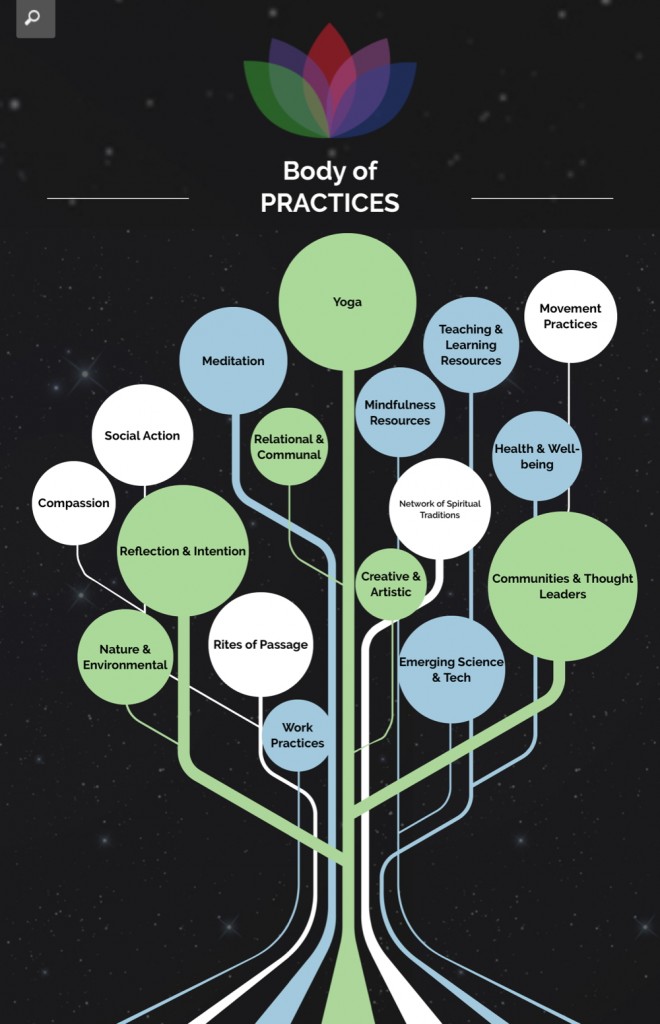 Body of
PRACTICES
Yoga
Movement
Practices
Teaching &
Learning
Resources
Meditation
Mindfulness
Resources
Social Action
Relational &
Communal
Health & Well-
being
Compassion
Network of Spiritual
Traditions
Reflection & Intention
Creative &
Artistic
Communities & Thought
Leaders
Nature &
Environmental
Rites of Passage
Emerging Science
& Tech
Work
Practices